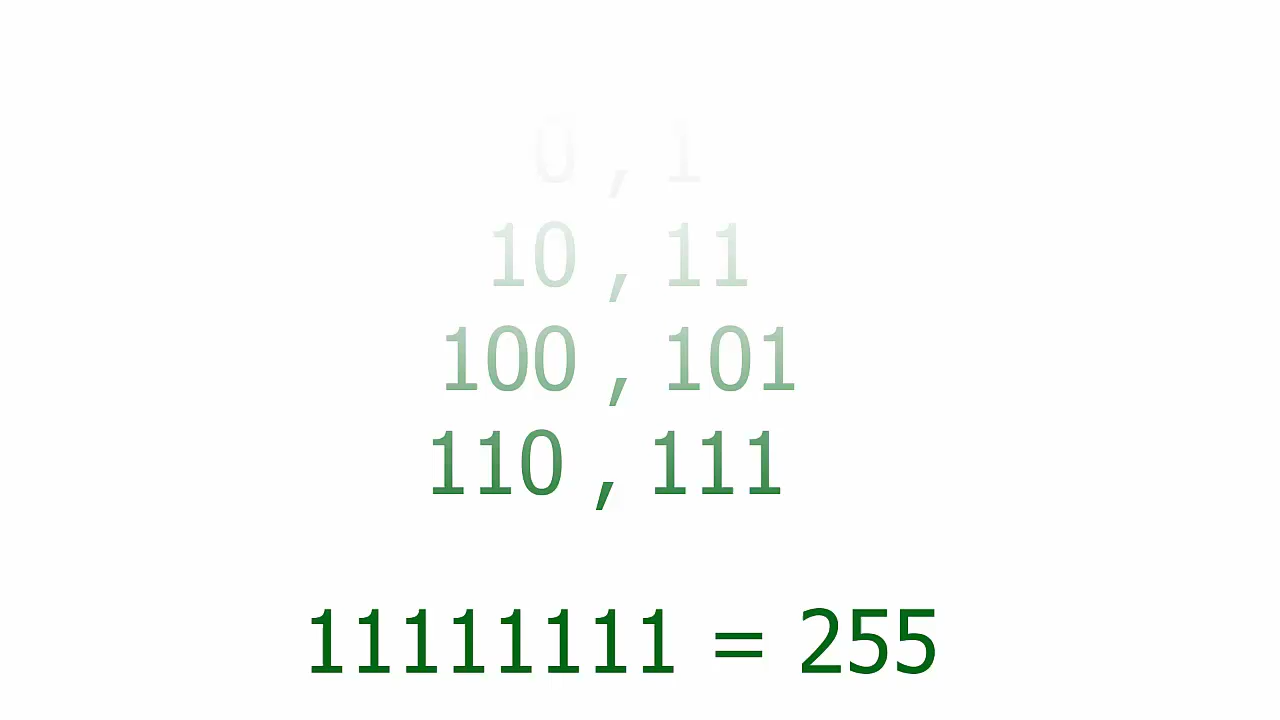 0 , 1
10 , 11
100 , 101
110 , 111
11111111 = 255